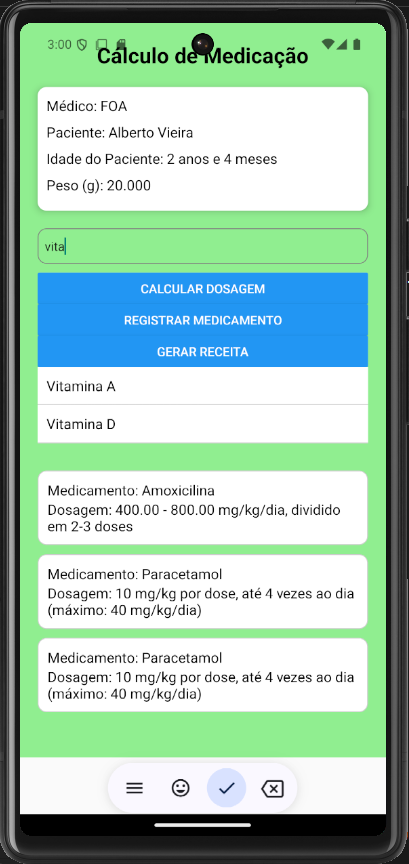 3:00
Cálculo de Medicação
Médico: FOA
Paciente: Alberto Vieira
Idade do Paciente: 2 anos e 4 meses
Peso (g): 20.000
vita
CALCULAR DOSAGEM
REGISTRAR MEDICAMENTO
GERAR RECEITA
Vitamina A
Vitamina D
Medicamento: Amoxicilina
Dosagem: 400.00 - 800.00 mg/kg/dia, dividido
em 2-3 doses
Medicamento: Paracetamol
Dosagem: 10 mg/kg por dose, até 4 vezes ao dia
(máximo: 40 mg/kg/dia)
Medicamento: Paracetamol
Dosagem: 10 mg/kg por dose, até 4 vezes ao dia
(máximo: 40 mg/kg/dia)